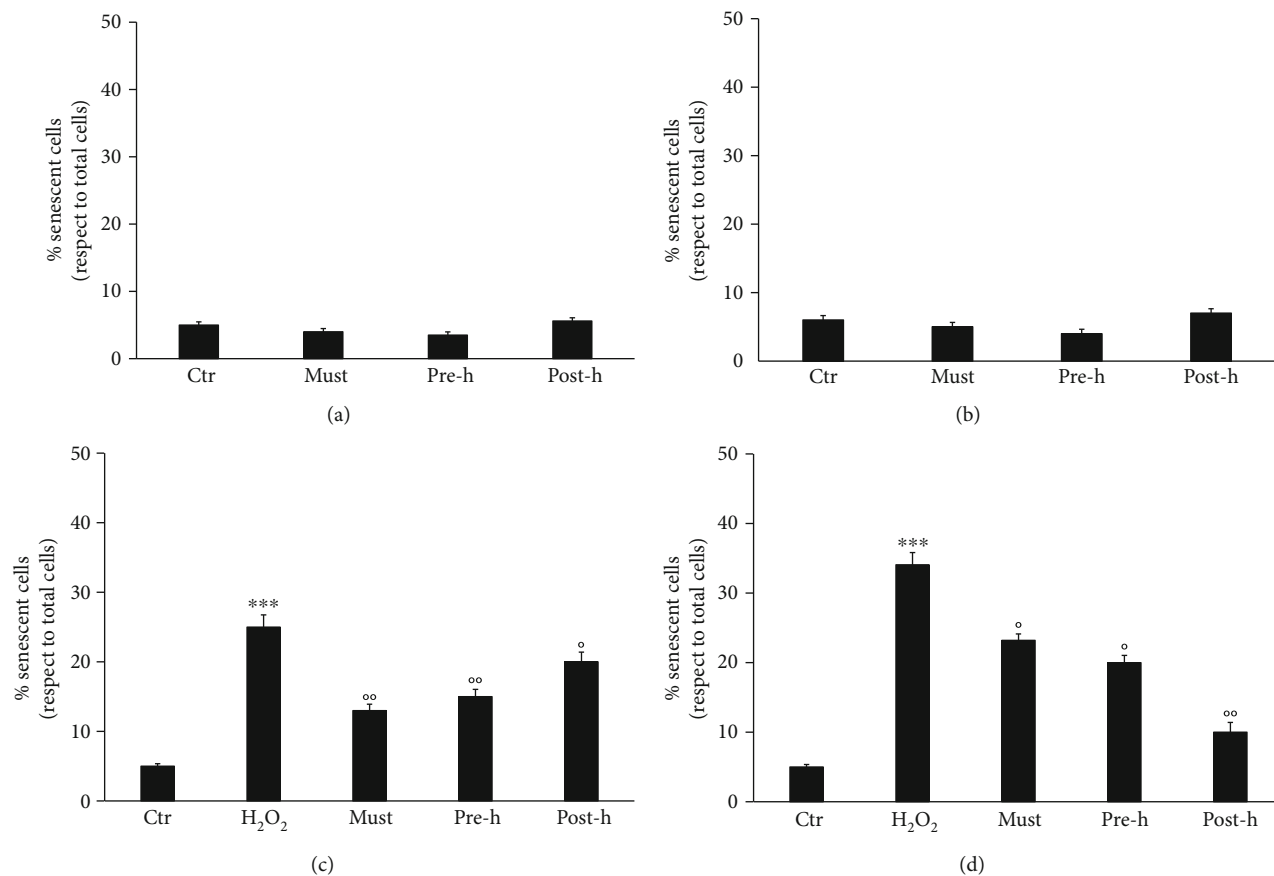 50
40
30
20
10
0
% senescent cells
(respect to total cells)
Ctr Must Pre-h Post-h
(a)
50
40
30
20
10
0
% senescent cells
(respect to total cells)
Ctr Must Pre-h Post-h
(b)
50
40
30
20
10
0
% senescent cells
(respect to total cells)
***
°°
°°
°
Ctr H₂O₂ Must Pre-h Post-h
(c)
50
40
30
20
10
0
% senescent cells
(respect to total cells)
***
°
°
°°
Ctr H₂O₂ Must Pre-h Post-h
(d)